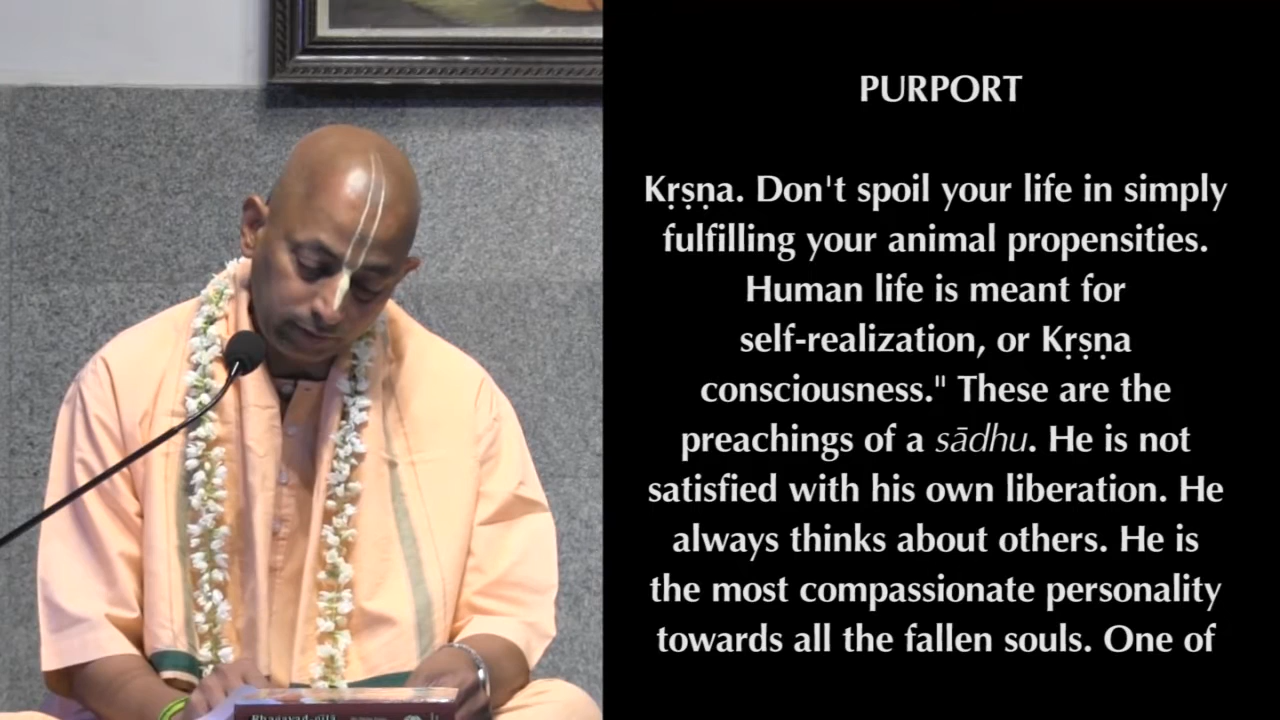 PURPORT
Kṛṣṇa. Don't spoil your life in simply
fulfilling your animal propensities.
Human life is meant for
self-realization, or Kṛṣṇa
consciousness." These are the
preachings of a sādhu. He is not
satisfied with his own liberation. He
always thinks about others. He is
the most compassionate personality
towards all the fallen souls. One of
Bhagavad-gītā